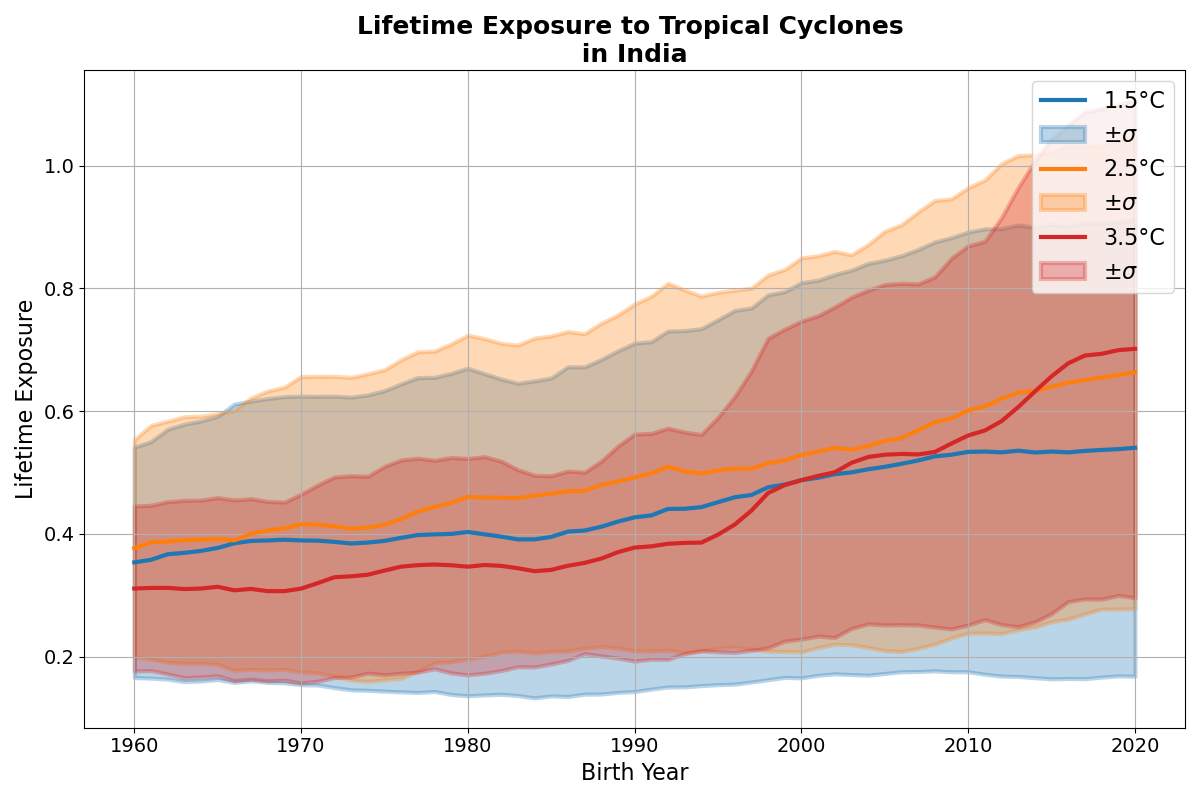 Lifetime Exposure to Tropical Cyclones
in India
1.5°C
±σ
2.5°C
±σ
3.5°C
±σ
Lifetime Exposure
1.0
0.8
0.6
0.4
0.2
1960 1970 1980 1990 2000 2010 2020
Birth Year